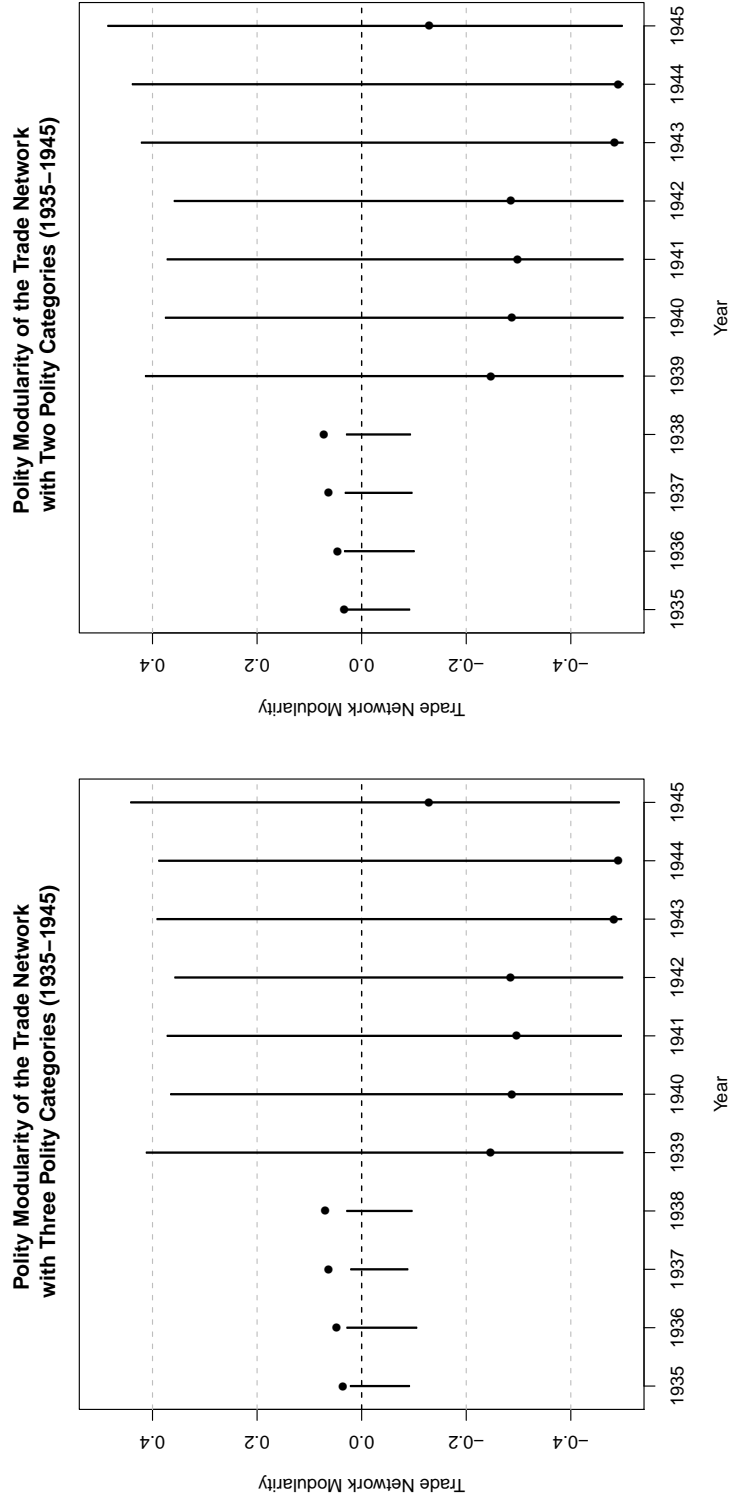 Polity Modularity of the Trade Network
with Three Polity Categories (1935−1945)
Trade Network Modularity
0.4
0.2
0.0
−0.2
−0.4
1935 1936 1937 1938 1939 1940 1941 1942 1943 1944 1945
Year
Polity Modularity of the Trade Network
with Two Polity Categories (1935−1945)
Trade Network Modularity
0.4
0.2
0.0
−0.2
−0.4
1935 1936 1937 1938 1939 1940 1941 1942 1943 1944 1945
Year